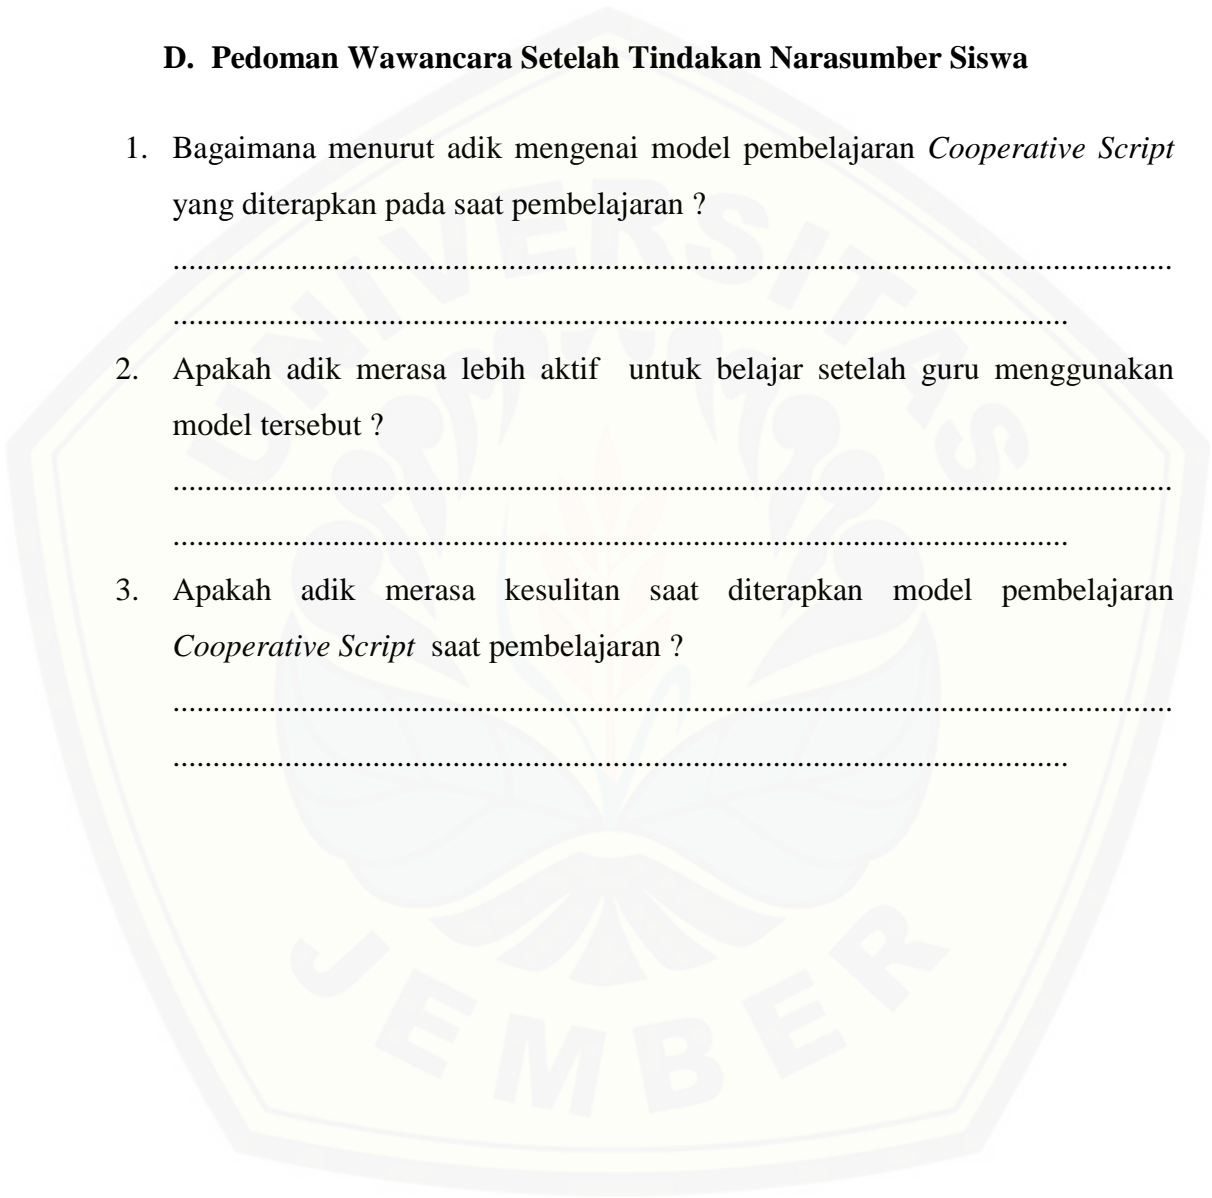 D. Pedoman Wawancara Setelah Tindakan Narasumber Siswa
1. Bagaimana menurut adik mengenai model pembelajaran Cooperative Script
yang diterapkan pada saat pembelajaran ?
..............................................................................................................................
.................................................................................................................
2. Apakah adik merasa lebih aktif untuk belajar setelah guru menggunakan
model tersebut ?
..............................................................................................................................
.................................................................................................................
3. Apakah adik merasa kesulitan saat diterapkan model pembelajaran
Cooperative Script saat pembelajaran ?
..............................................................................................................................
.................................................................................................................
UNIVERSITAS
JEMBER